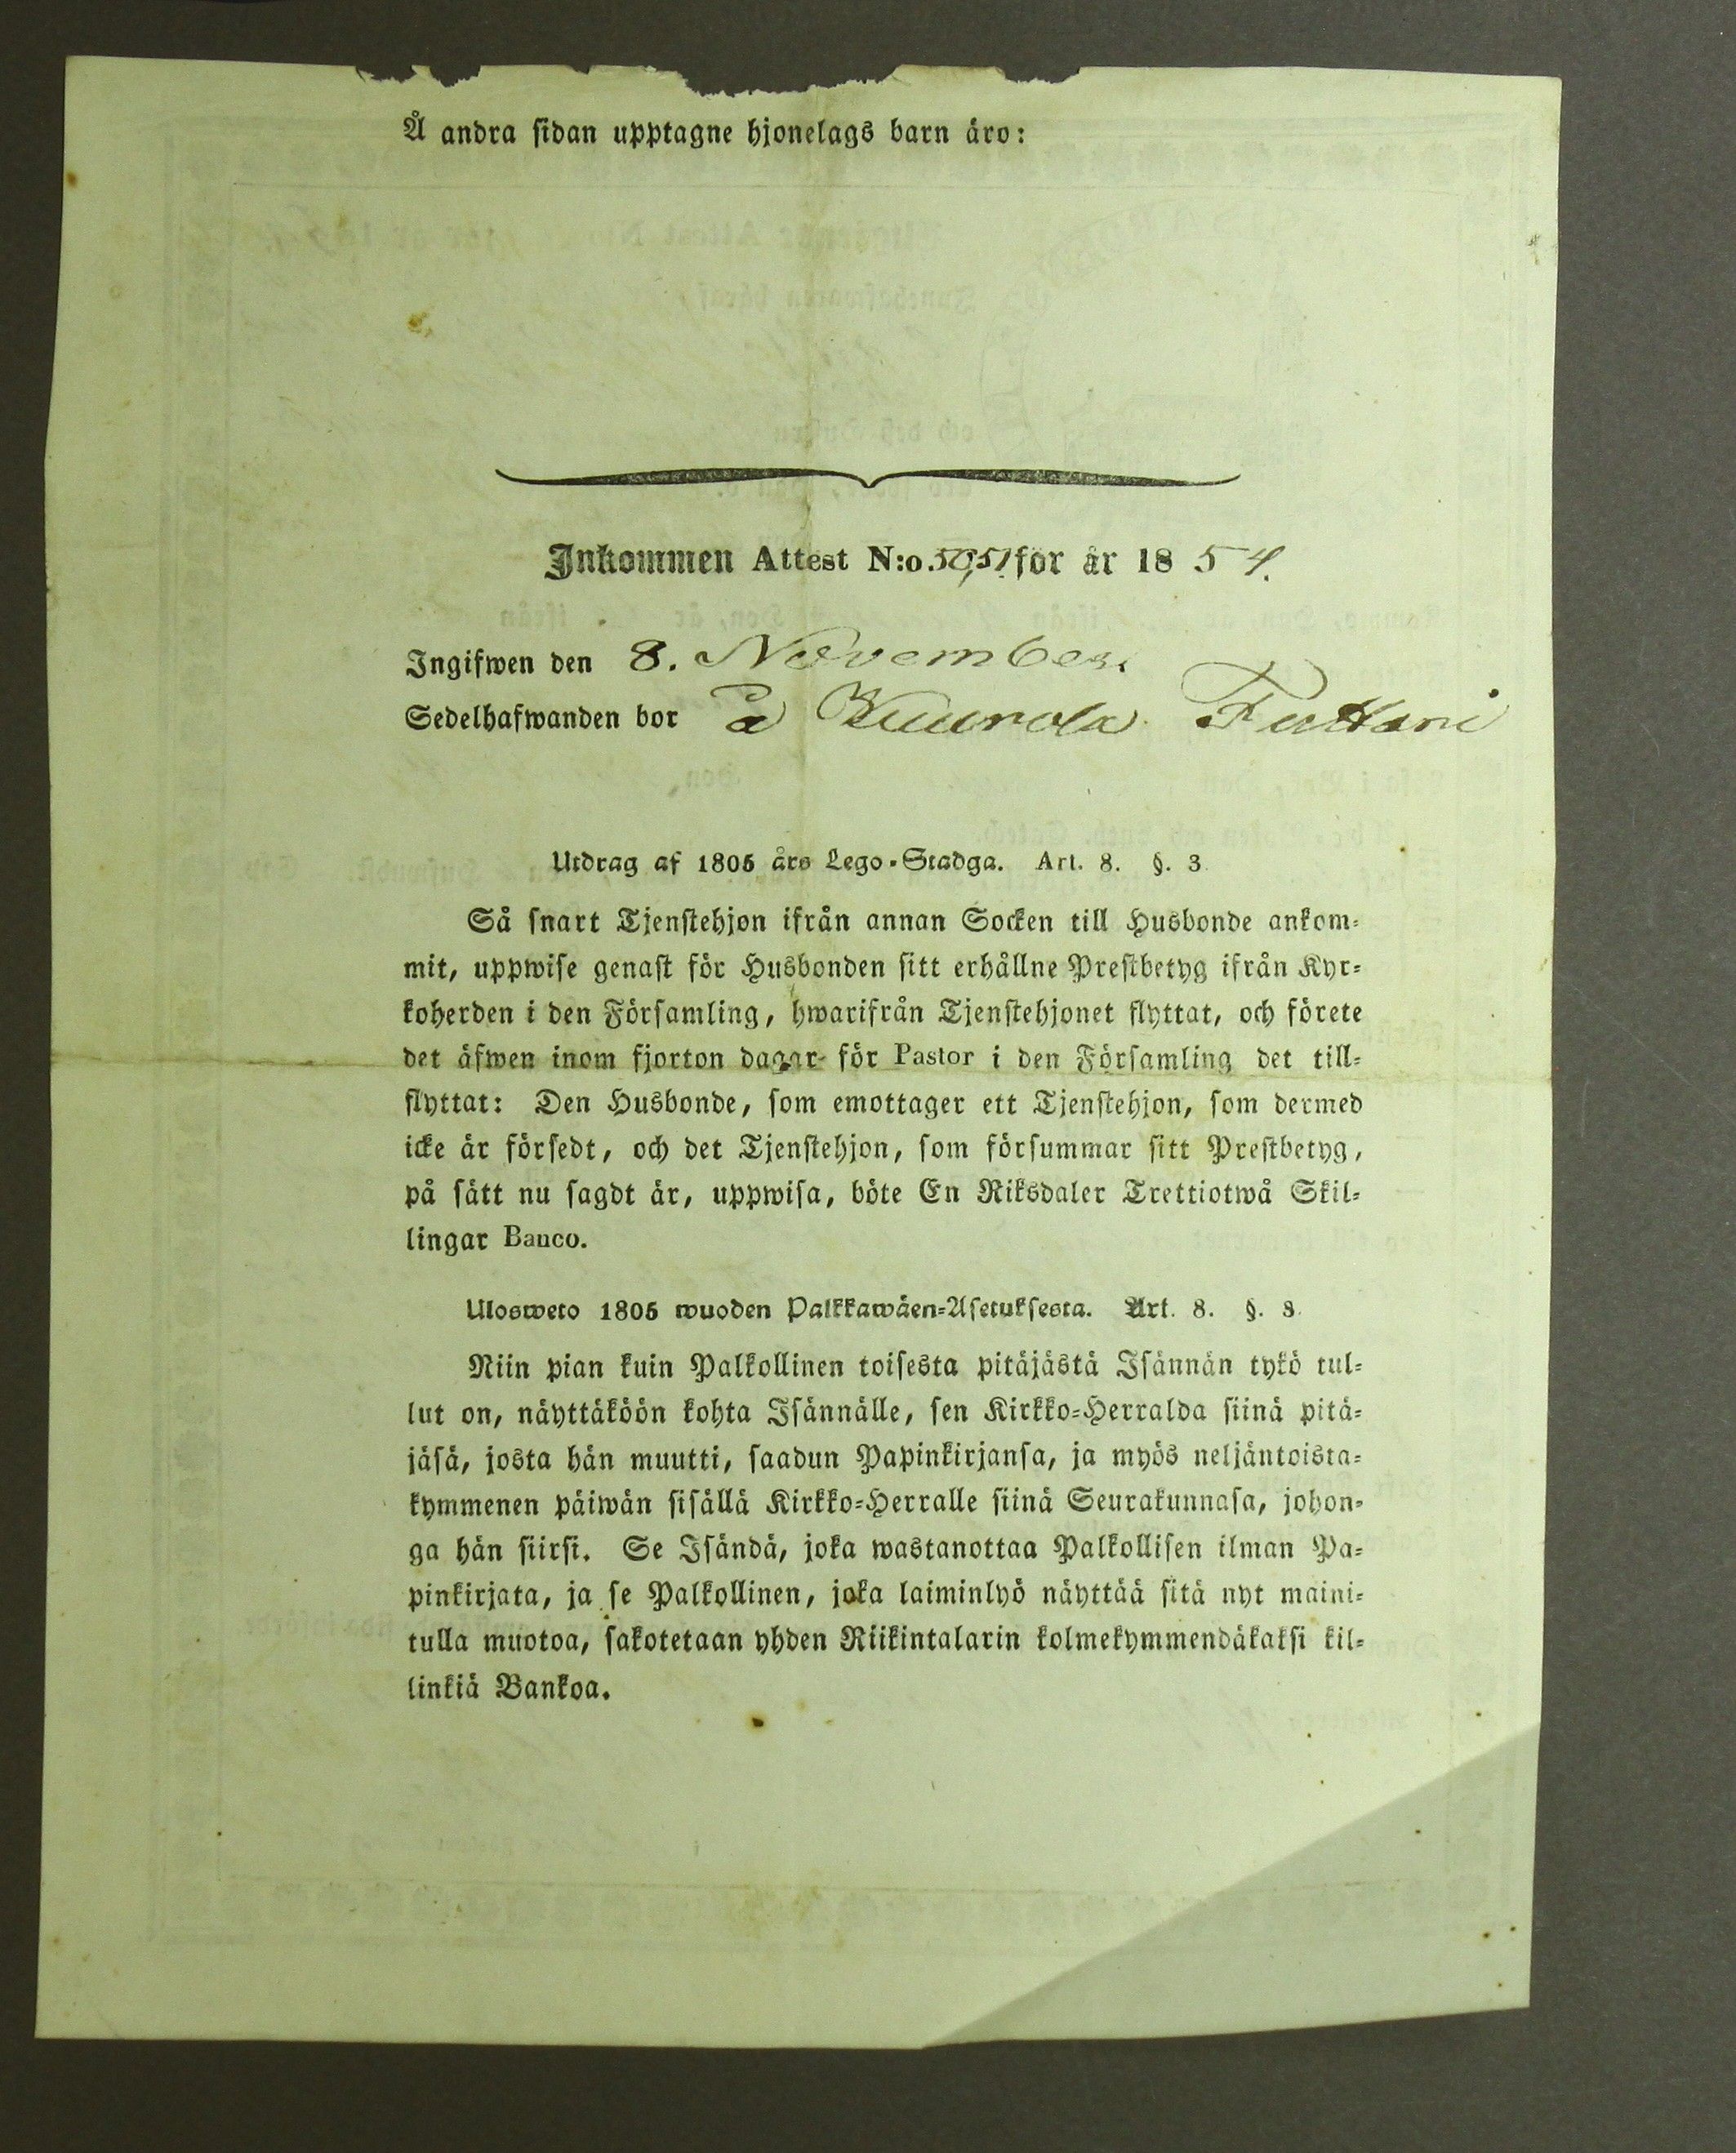 Å andra sidan upptagne hjonelags barn äro:
Inkommen Attest N:o 50,51 för år 1854.
Ingifwen den 8. November
Sedelhafwanden bor å Kuurola
Utdrag af 1805 års Lego-Stadga. Art. 8. §. 3.
Så snart Tjenstehjon ifrån annan Socken till Husbonde ankom-
mit, uppwise genast för Husbonden sitt erhållne Prestbetyg ifrån Kyr-
koherden i den Församling, hwarifrån Tjenstehjonet flyttat, och förete
det äfwen inom fjorton dagar för Pastor i den Församling det till-
flyttat: Den Husbonde, som emottager ett Tjenstehjon, som dermed
icke är försedt, och det Tjenstehjon, som försummar sitt Prestbetyg,
på sätt nu sagdt är, uppwisa, böte En Riksdaler Trettiotwå Skil-
lingar Banco.
Ulosweto 1805 wuoden Palkkawäen-Asetuksesta. Art. 8. §. 3.
Niin pian kuin Palkollinen toisesta pitäjästä Isännän tykö tul-
lut on, näyttäköön kohta Isännälle, sen Kirkko-Herralda siinä pitä-
jäsä, josta hän muutti, saadun Papinkirjansa, ja myös neljäntoista-
kymmenen päiwän sisällä Kirkko-Herralle siinä Seurakunnasa, johon-
ga hän siirsi. Se Isändä, joka wastanottaa Palkollisen ilman Pa-
pinkirjata, ja se Palkollinen, joka laiminlyö näyttää sitä nyt maini-
tulla muotoa, sakotetaan yhden Riikintalarin kolmekymmendäkaksi kil-
linkiä Bankoa.